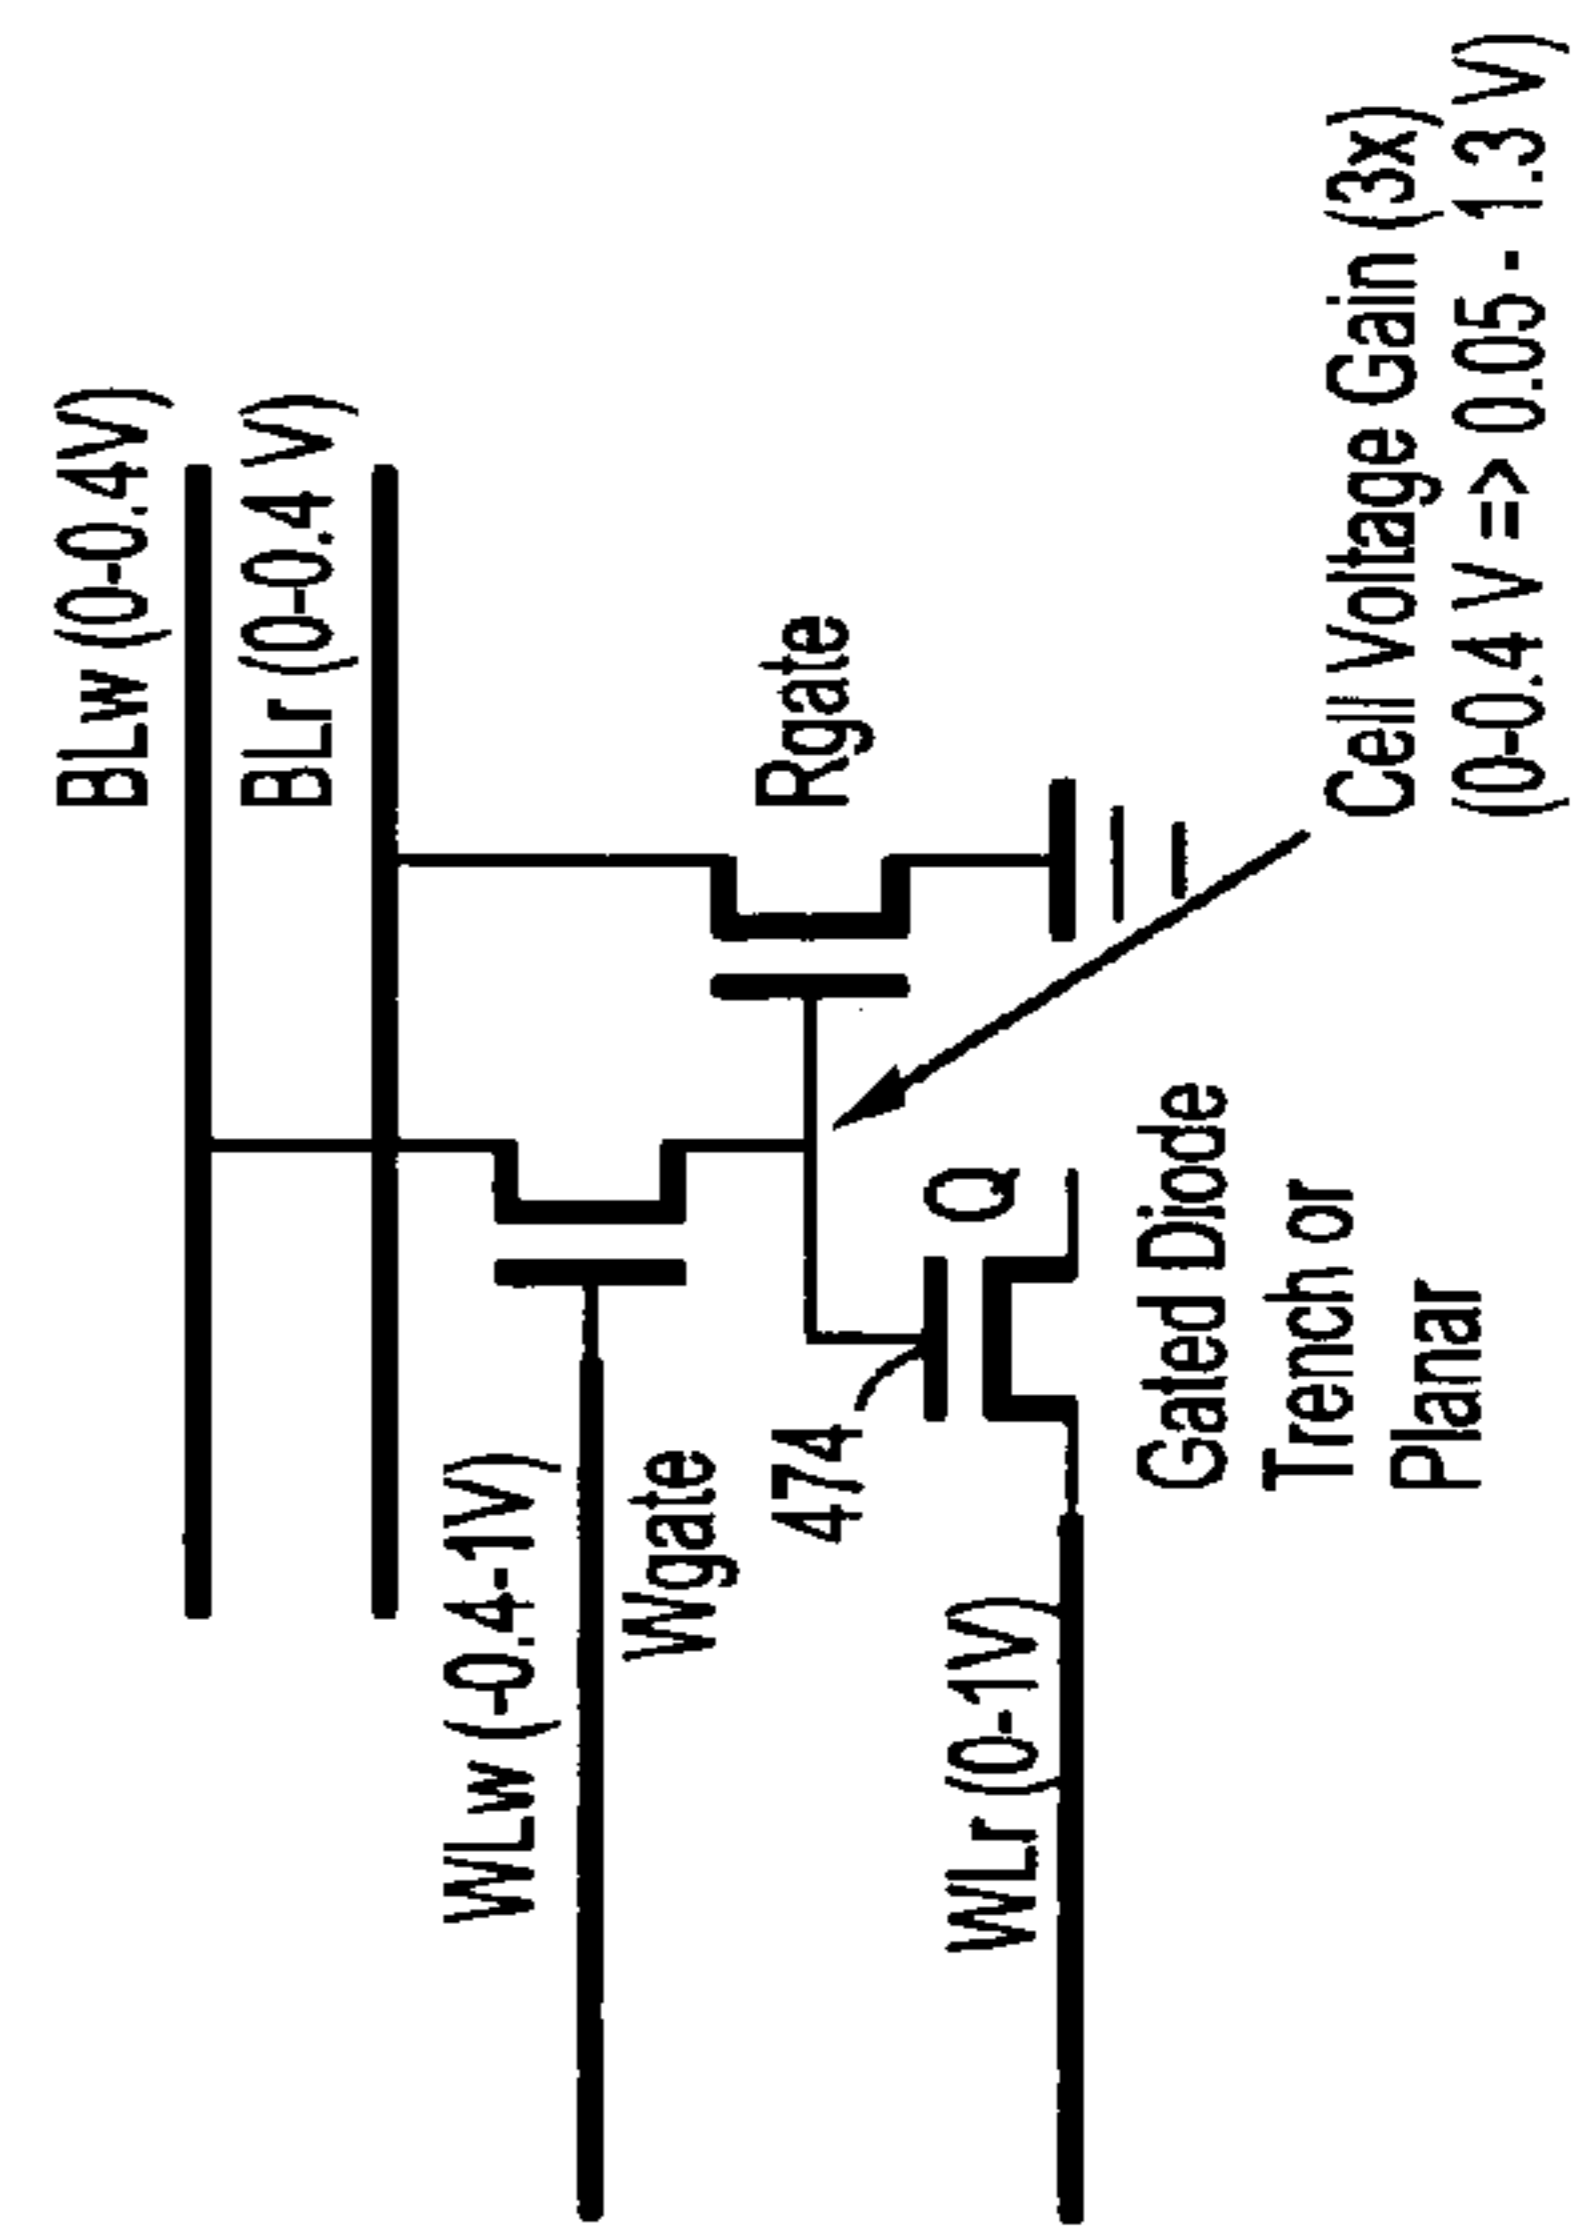 BLw (0-0.4V)
BLr (0-0.4 V)
WLw (-0.4-1V)
Wgate
Rgate
474
Q
WLr (0-1V)
Gated Diode
Trench or
Planar
Cell Voltage Gain (3x)
(0-0.4 V => 0.05 - 1.3 V)